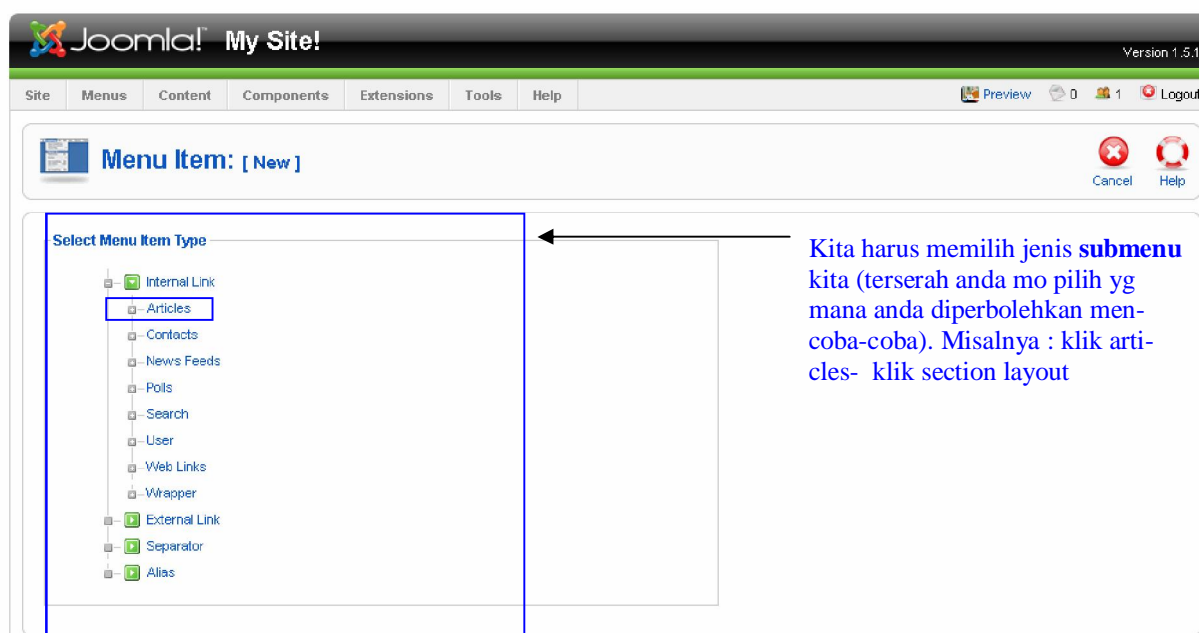 Joomla!™ My Site!
Version 1.5.1
Site Menus Content Components Extensions Tools Help Preview 0 1 Logout
Menu Item: [ New ]
Cancel Help
Select Menu Item Type
Internal Link
Articles
Contacts
News Feeds
Polls
Search
User
Web Links
Wrapper
External Link
Separator
Alias
Kita harus memilih jenis submenu
kita (terserah anda mo pilih yg
mana anda diperbolehkan men-
coba-coba). Misalnya : klik arti-
cles- klik section layout